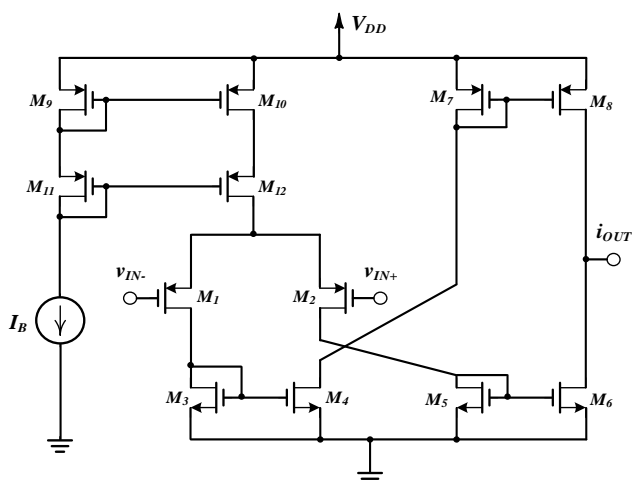 V_DD
M_9
M_10
M_7
M_8
M_11
M_12
i_OUT
v_IN-
v_IN+
M_1
M_2
I_B
M_3
M_4
M_5
M_6